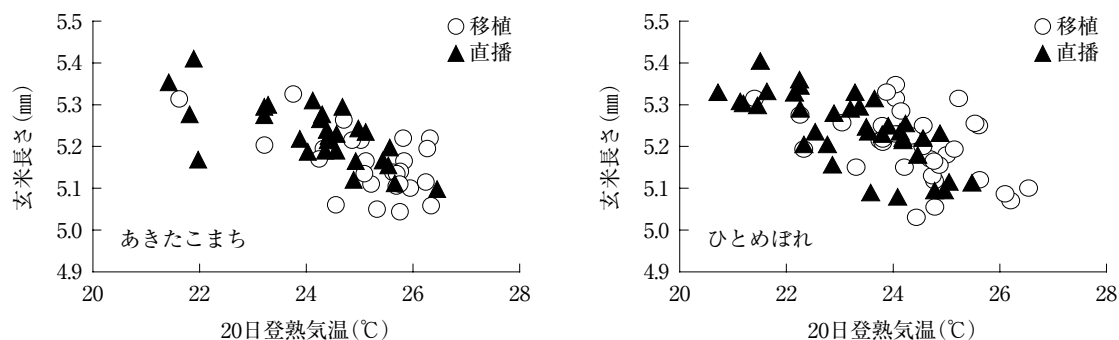 5.5
5.4
5.3
5.2
5.1
5.0
4.9
玄米長さ(㎜)
○移植
▲直播
あきたこまち
20 22 24 26 28
20日登熟気温(℃)
5.5
5.4
5.3
5.2
5.1
5.0
4.9
玄米長さ(㎜)
○移植
▲直播
ひとめぼれ
20 22 24 26 28
20日登熟気温(℃)